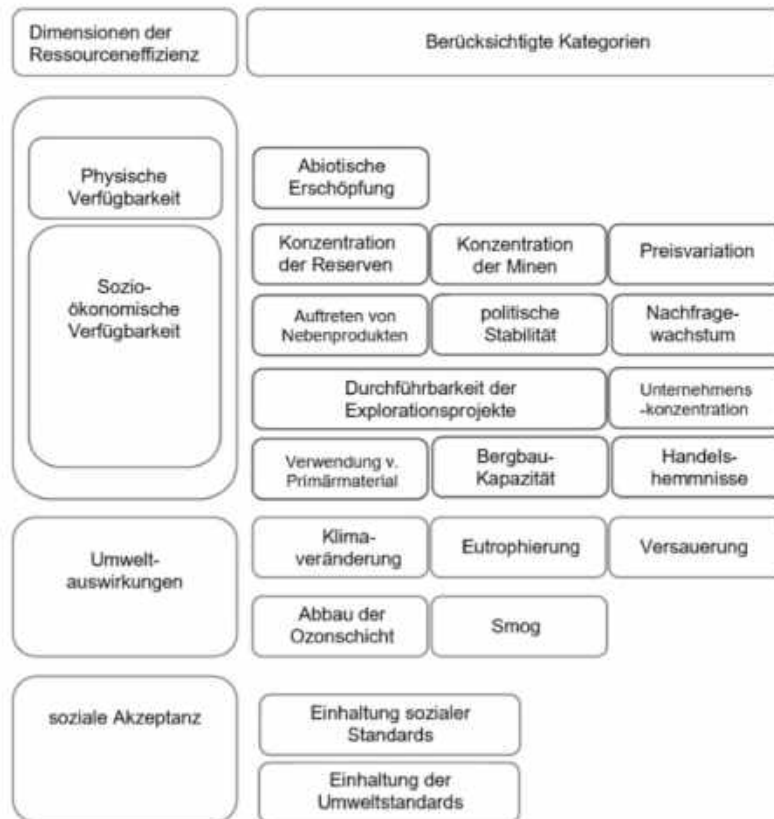 Dimensionen der
Ressourceneffizienz
Berücksichtigte Kategorien
Physische
Verfügbarkeit
Abiotische
Erschöpfung
Sozio-
ökonomische
Verfügbarkeit
Konzentration
der Reserven
Konzentration
der Minen
Preisvariation
Auftreten von
Nebenprodukten
politische
Stabilität
Nachfrage-
wachstum
Durchführbarkeit der
Explorationsprojekte
Unternehmens
-konzentration
Verwendung v.
Primärmaterial
Bergbau-
Kapazität
Handels-
hemmnisse
Umwelt-
auswirkungen
Klima-
veränderung
Eutrophierung
Versauerung
Abbau der
Ozonschicht
Smog
soziale Akzeptanz
Einhaltung sozialer
Standards
Einhaltung der
Umweltstandards